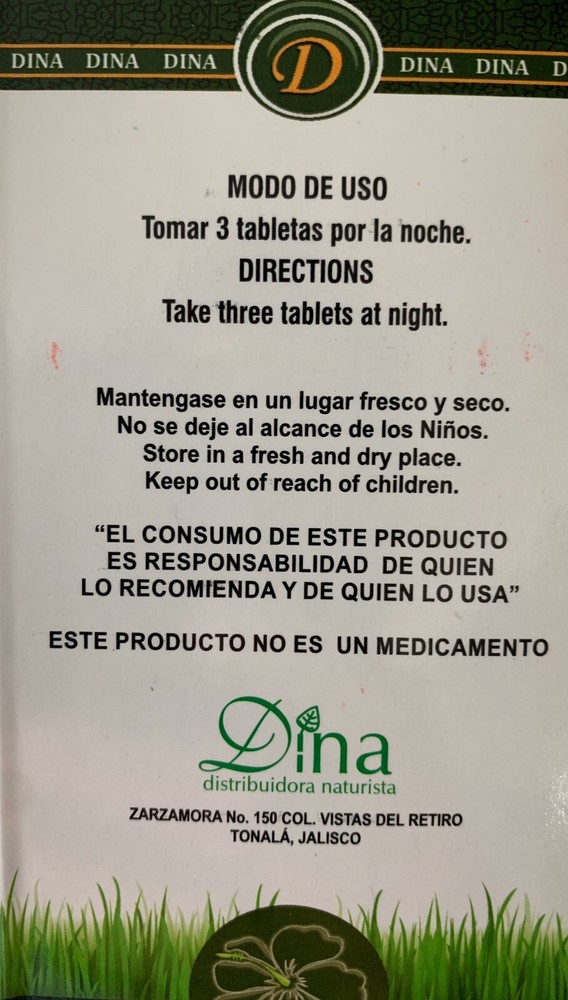 DINA DINA DINA D DINA DINA D
MODO DE USO
Tomar 3 tabletas por la noche.
DIRECTIONS
Take three tablets at night.
Mantengase en un lugar fresco y seco.
No se deje al alcance de los Niños.
Store in a fresh and dry place.
Keep out of reach of children.
“EL CONSUMO DE ESTE PRODUCTO
ES RESPONSABILIDAD DE QUIEN
LO RECOMIENDA Y DE QUIEN LO USA”
ESTE PRODUCTO NO ES UN MEDICAMENTO
Dina
distribuidora naturista
ZARZAMORA No. 150 COL. VISTAS DEL RETIRO
TONALÁ, JALISCO